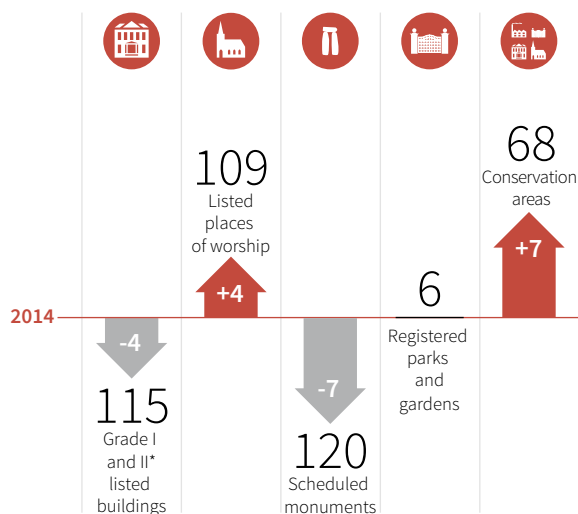 109
Listed
places
of worship
+4
68
Conservation
areas
+7
6
2014
Registered
parks
and
gardens
-4
115
Grade I
and II*
listed
buildings
-7
120
Scheduled
monuments